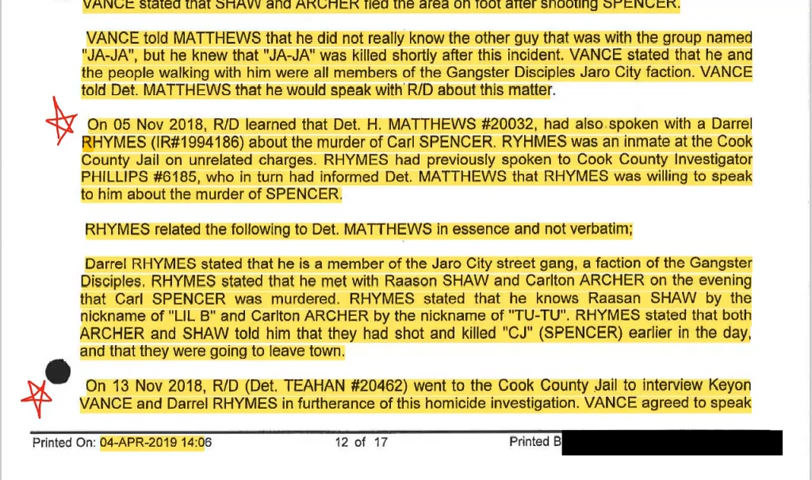 VANCE stated that SHAW and ARCHER fled the area on foot after shooting SPENCER.
VANCE told MATTHEWS that he did not really know the other guy that was with the group named
"JA-JA", but he knew that "JA-JA" was killed shortly after this incident. VANCE stated that he and
the people walking with him were all members of the Gangster Disciples Jaro City faction. VANCE
told Det. MATTHEWS that he would speak with R/D about this matter.
On 05 Nov 2018, R/D learned that Det. H. MATTHEWS #20032, had also spoken with a Darrel
RHYMES (IR#1994186) about the murder of Carl SPENCER. RYHMES was an inmate at the Cook
County Jail on unrelated charges. RHYMES had previously spoken to Cook County Investigator
PHILLIPS #6185, who in turn had informed Det. MATTHEWS that RHYMES was willing to speak
to him about the murder of SPENCER.
RHYMES related the following to Det. MATTHEWS in essence and not verbatim;
Darrel RHYMES stated that he is a member of the Jaro City street gang, a faction of the Gangster
Disciples. RHYMES stated that he met with Raason SHAW and Carlton ARCHER on the evening
that Carl SPENCER was murdered. RHYMES stated that he knows Raasan SHAW by the
nickname of "LIL B" and Carlton ARCHER by the nickname of "TU-TU". RHYMES stated that both
ARCHER and SHAW told him that they had shot and killed "CJ" (SPENCER) earlier in the day,
and that they were going to leave town.
On 13 Nov 2018, R/D (Det. TEAHAN #20462) went to the Cook County Jail to interview Keyon
VANCE and Darrel RHYMES in furtherance of this homicide investigation. VANCE agreed to speak
Printed On: 04-APR-2019 14:06 12 of 17 Printed B